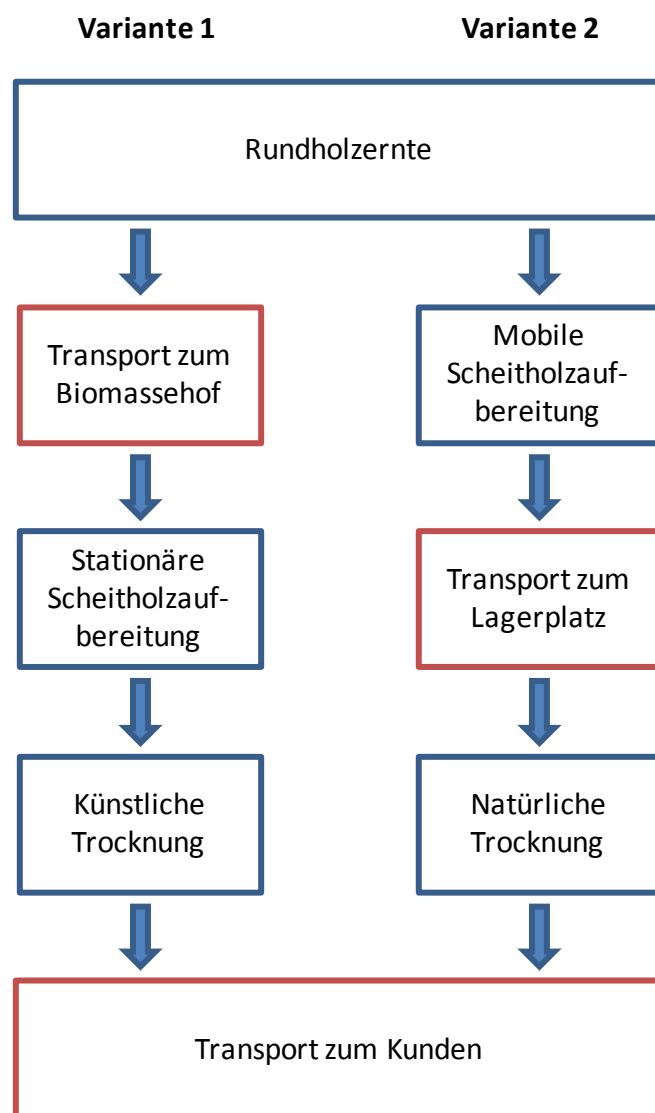 Variante 1
Variante 2
Rundholzernte
Transport zum
Biomassehof
Mobile
Scheitholzauf-
bereitung
Stationäre
Scheitholzauf-
bereitung
Transport zum
Lagerplatz
Künstliche
Trocknung
Natürliche
Trocknung
Transport zum Kunden